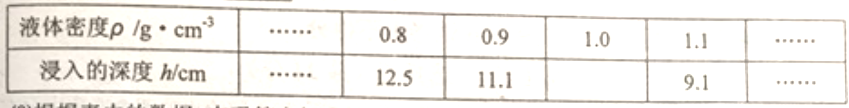 液体密度ρ /g·cm⁻³ …… 0.8 0.9 1.0 1.1 ……
浸入的深度 h/cm …… 12.5 11.1 9.1 ……